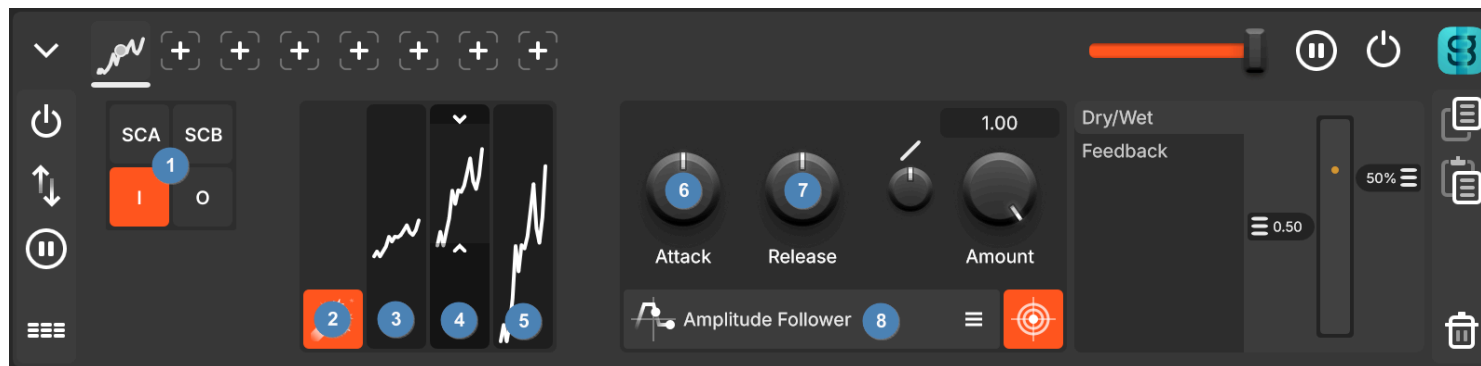 SCA SCB
1
I O
2
3
4
5
6
7
1.00
Attack
Release
Amount
Amplitude Follower 8
Dry/Wet
Feedback
0.50
50%